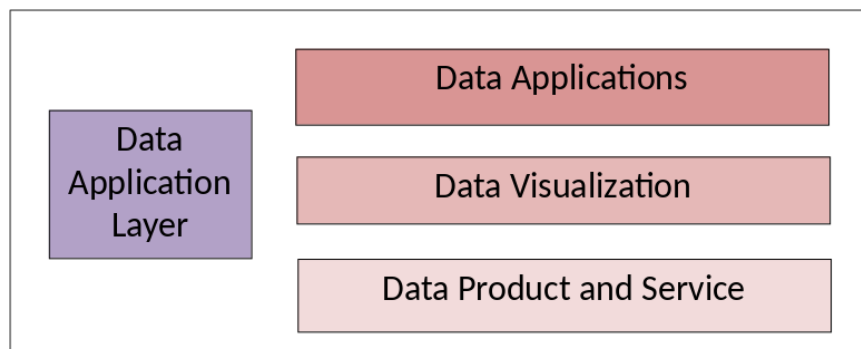 Data
Application
Layer
Data Applications
Data Visualization
Data Product and Service